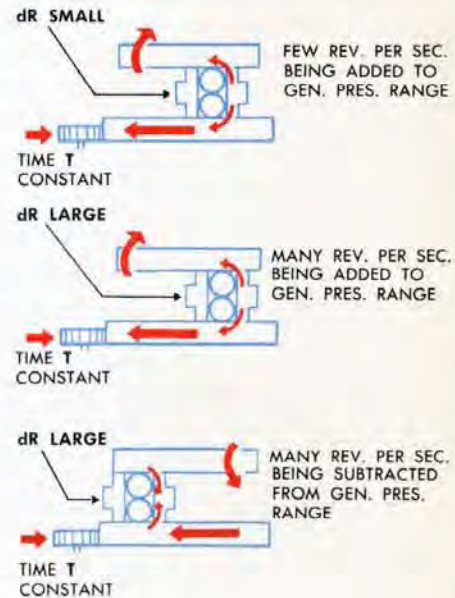 dR SMALL
FEW REV. PER SEC.
BEING ADDED TO
GEN. PRES. RANGE
TIME T
CONSTANT
dR LARGE
MANY REV. PER SEC.
BEING ADDED TO
GEN. PRES. RANGE
TIME T
CONSTANT
dR LARGE
MANY REV. PER SEC.
BEING SUBTRACTED
FROM GEN. PRES.
RANGE
TIME T
CONSTANT